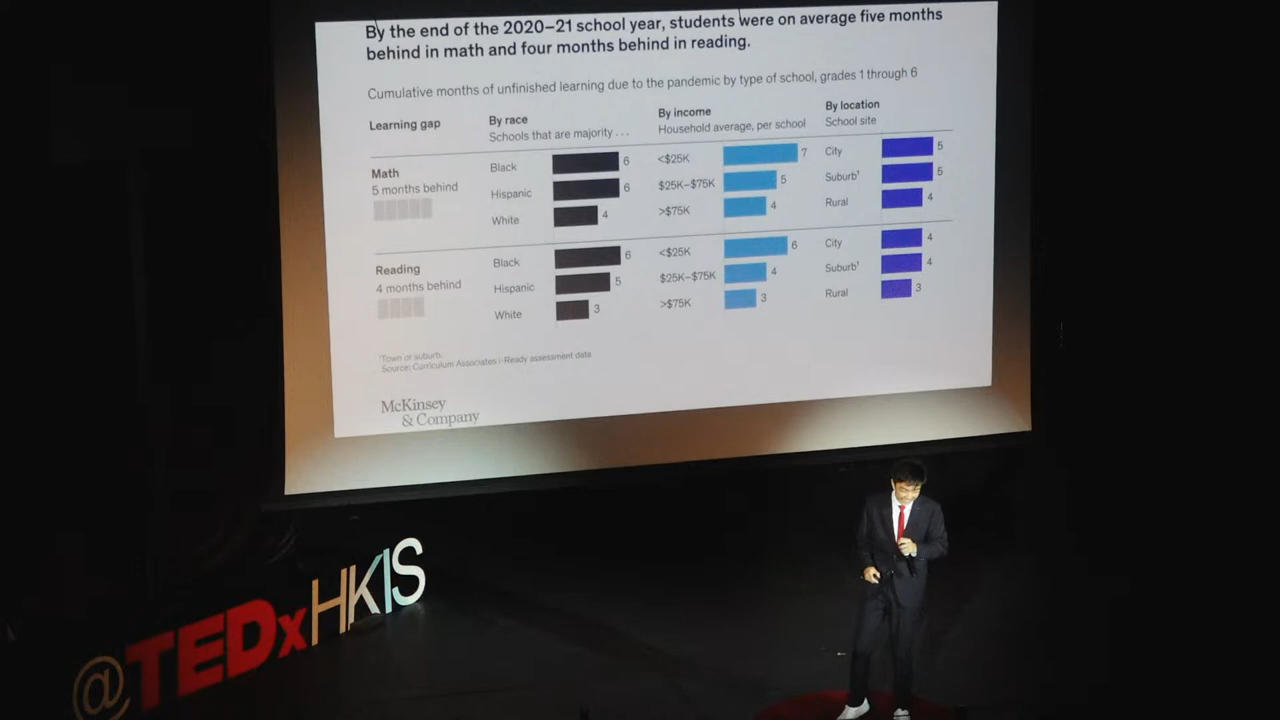 By the end of the 2020–21 school year, students were on average five months
behind in math and four months behind in reading.
Cumulative months of unfinished learning due to the pandemic by type of school, grades 1 through 6
Learning gap
By race
Schools that are majority . . .
By income
Household average, per school
By location
School site
Math
5 months behind
Black 6
Hispanic 6
White 4
<$25K 7
$25K–$75K 5
>$75K 4
City 5
Suburb¹ 5
Rural 4
Reading
4 months behind
Black 6
Hispanic 5
White 3
<$25K 6
$25K–$75K 4
>$75K 3
City 4
Suburb¹ 4
Rural 3
¹Town or suburb.
Source: Curriculum Associates i-Ready assessment data
McKinsey
& Company
@TEDxHKIS